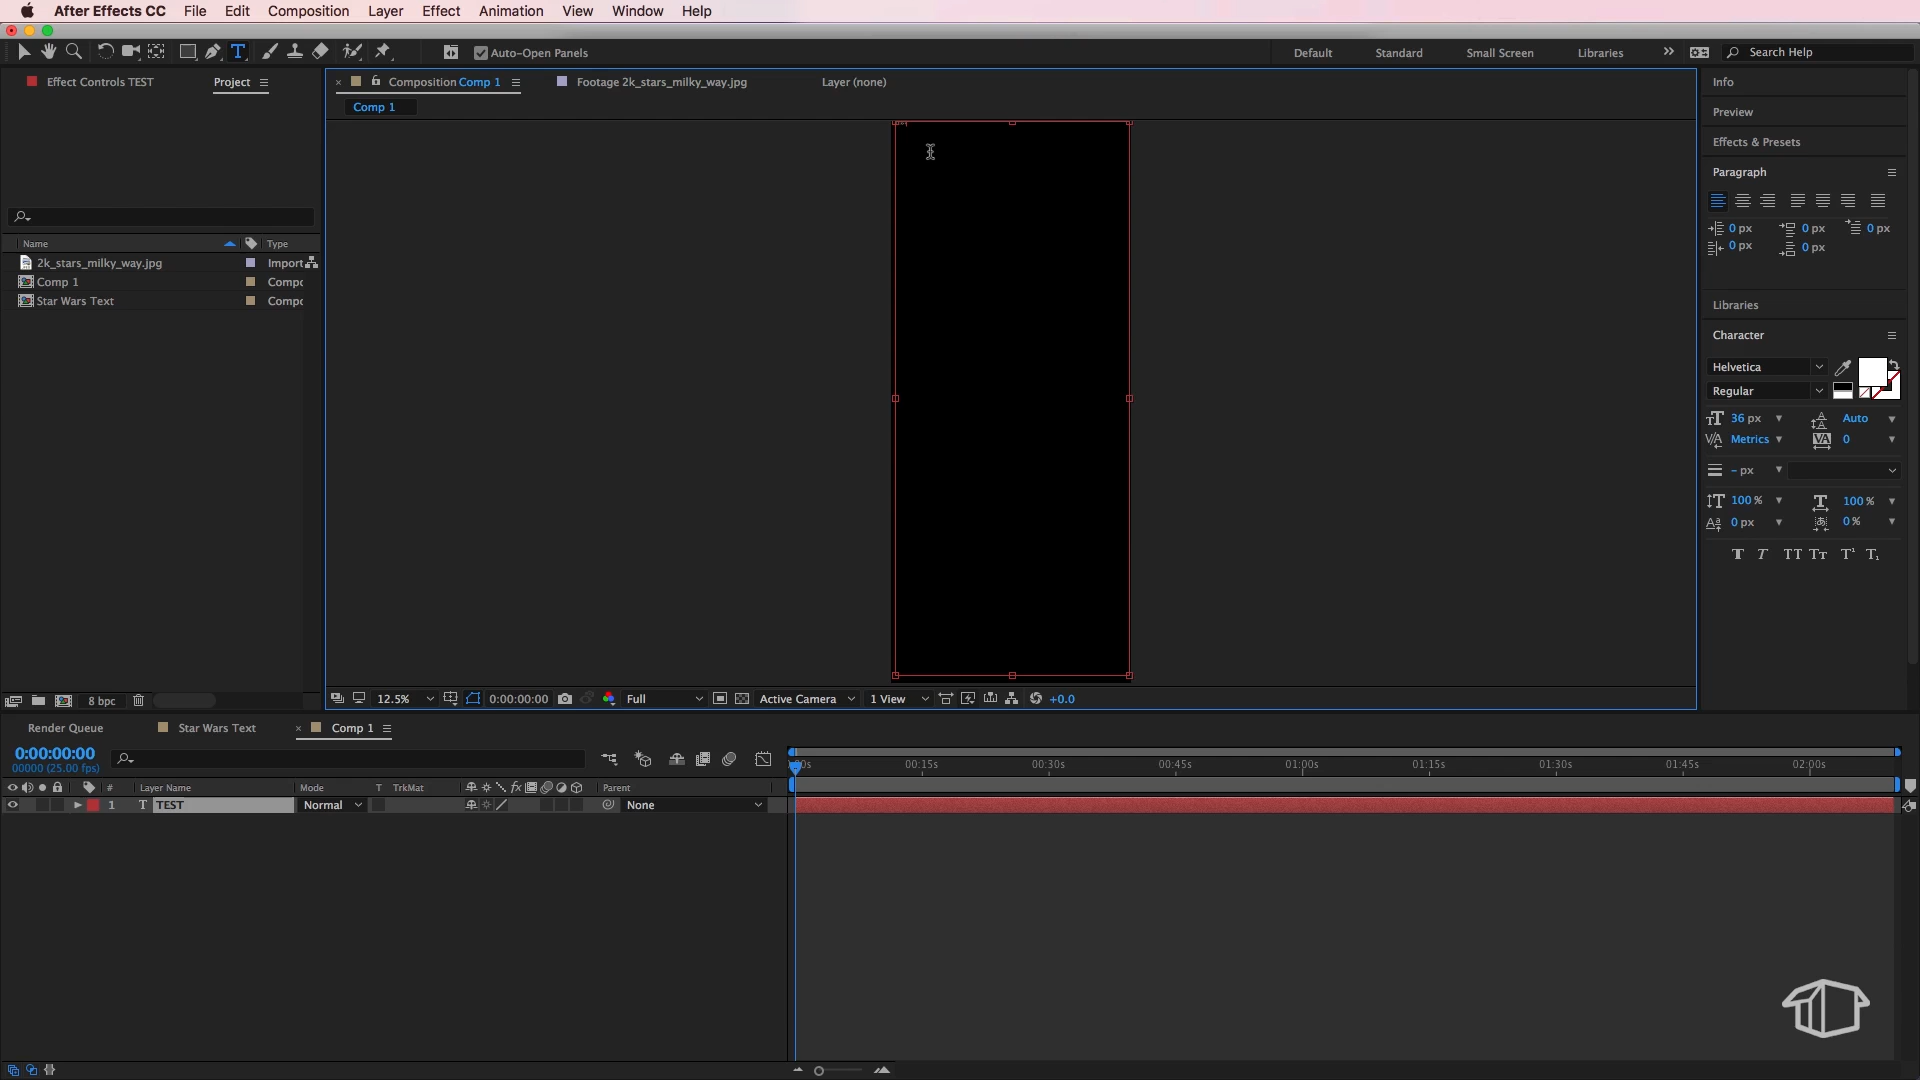 After Effects CC File Edit Composition Layer Effect Animation View Window Help
Auto-Open Panels Default Standard Small Screen Libraries Search Help
Effect Controls TEST Project
Composition Comp 1 Footage 2k_stars_milky_way.jpg Layer (none)
Comp 1
Name Type
2k_stars_milky_way.jpg Import
Comp 1 Compo
Star Wars Text Compo
8 bpc
12.5% 0:00:00:00 Full Active Camera 1 View +0.0
Info
Preview
Effects & Presets
Paragraph
0 px 0 px 0 px
0 px 0 px
Libraries
Character
Helvetica
Regular
36 px Auto
Metrics 0
- px
100 % 100 %
0 px 0 %
T T TT Tт T¹ T₁
Render Queue Star Wars Text Comp 1
0:00:00:00
00000 (25.00 fps)
00:15s 00:30s 00:45s 01:00s 01:15s 01:30s 01:45s 02:00s
# Layer Name Mode T TrkMat Parent
1 T TEST Normal None